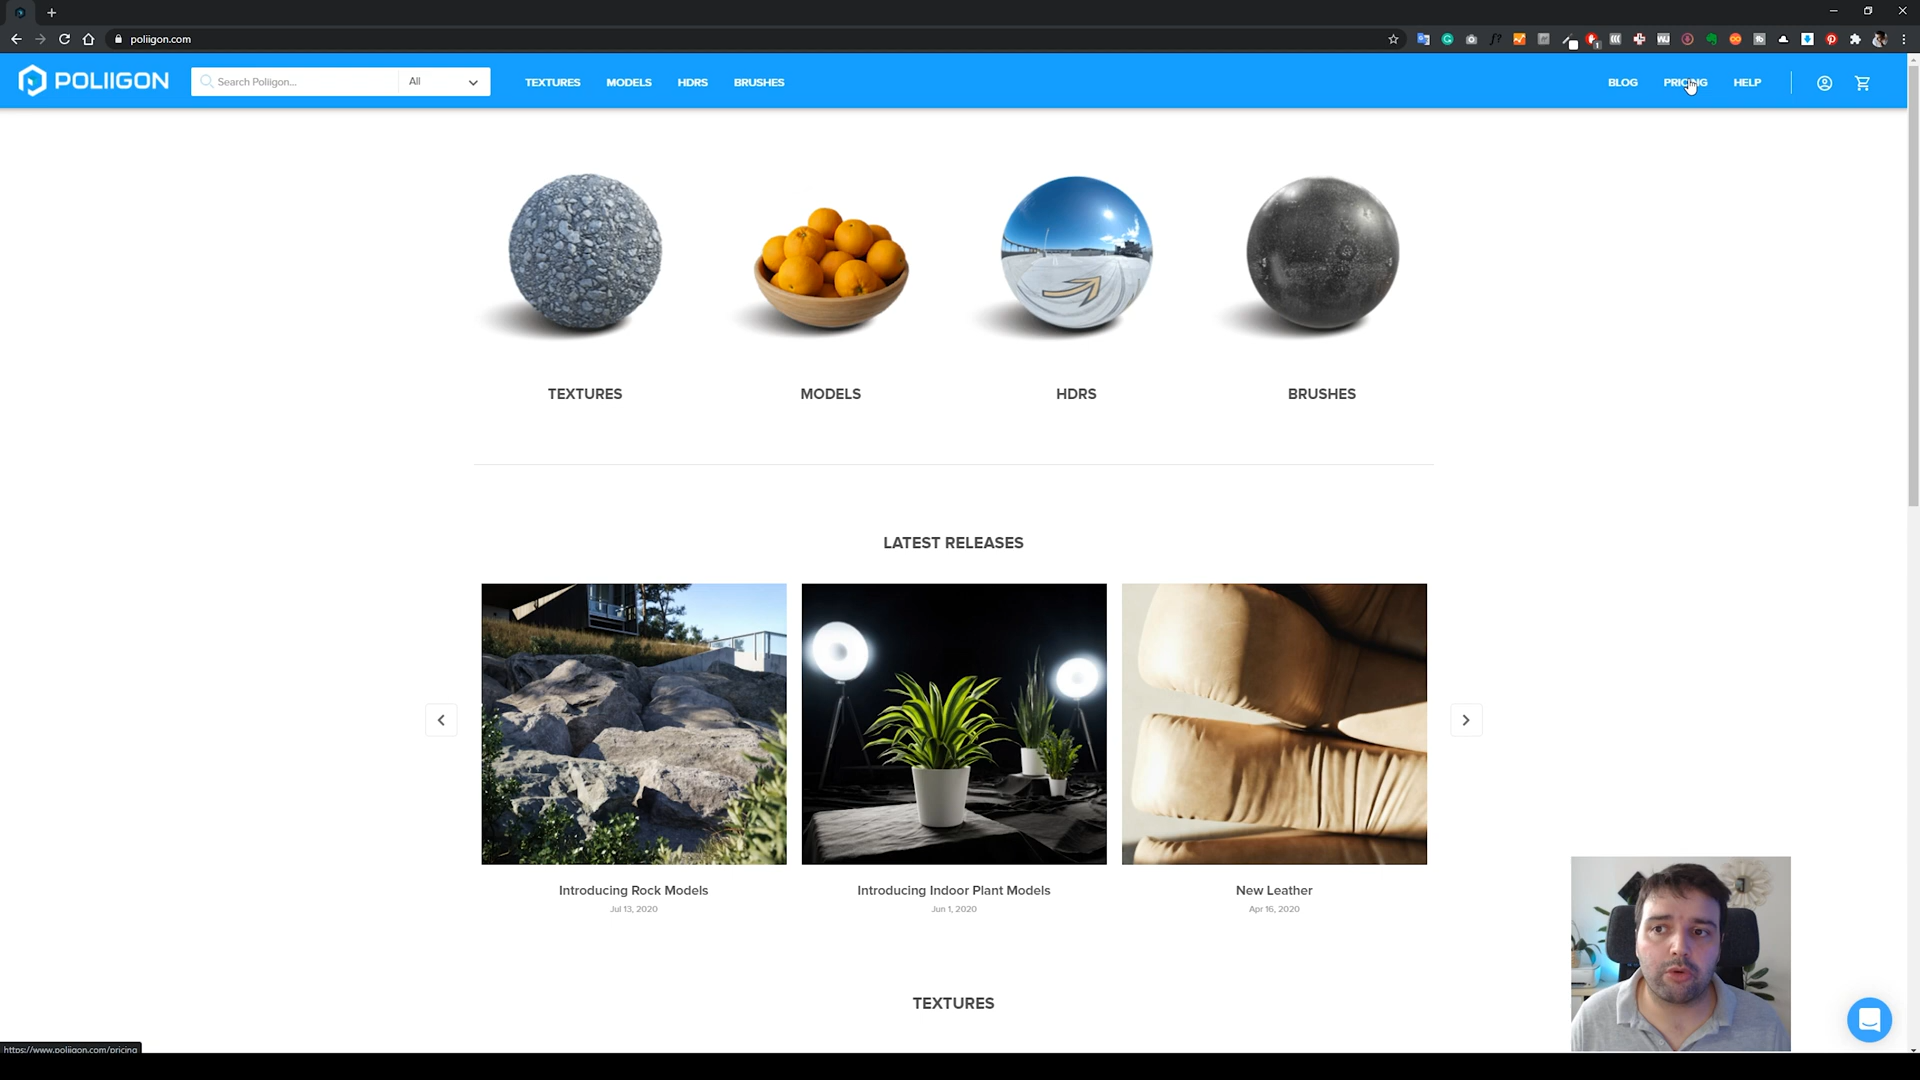 poliigon.com
POLIIGON
Search Poliigon...
All
TEXTURES
MODELS
HDRS
BRUSHES
BLOG
PRICING
HELP
TEXTURES
MODELS
HDRS
BRUSHES
LATEST RELEASES
Introducing Rock Models
Jul 13, 2020
Introducing Indoor Plant Models
Jun 1, 2020
New Leather
Apr 16, 2020
TEXTURES
https://www.poliigon.com/pricing